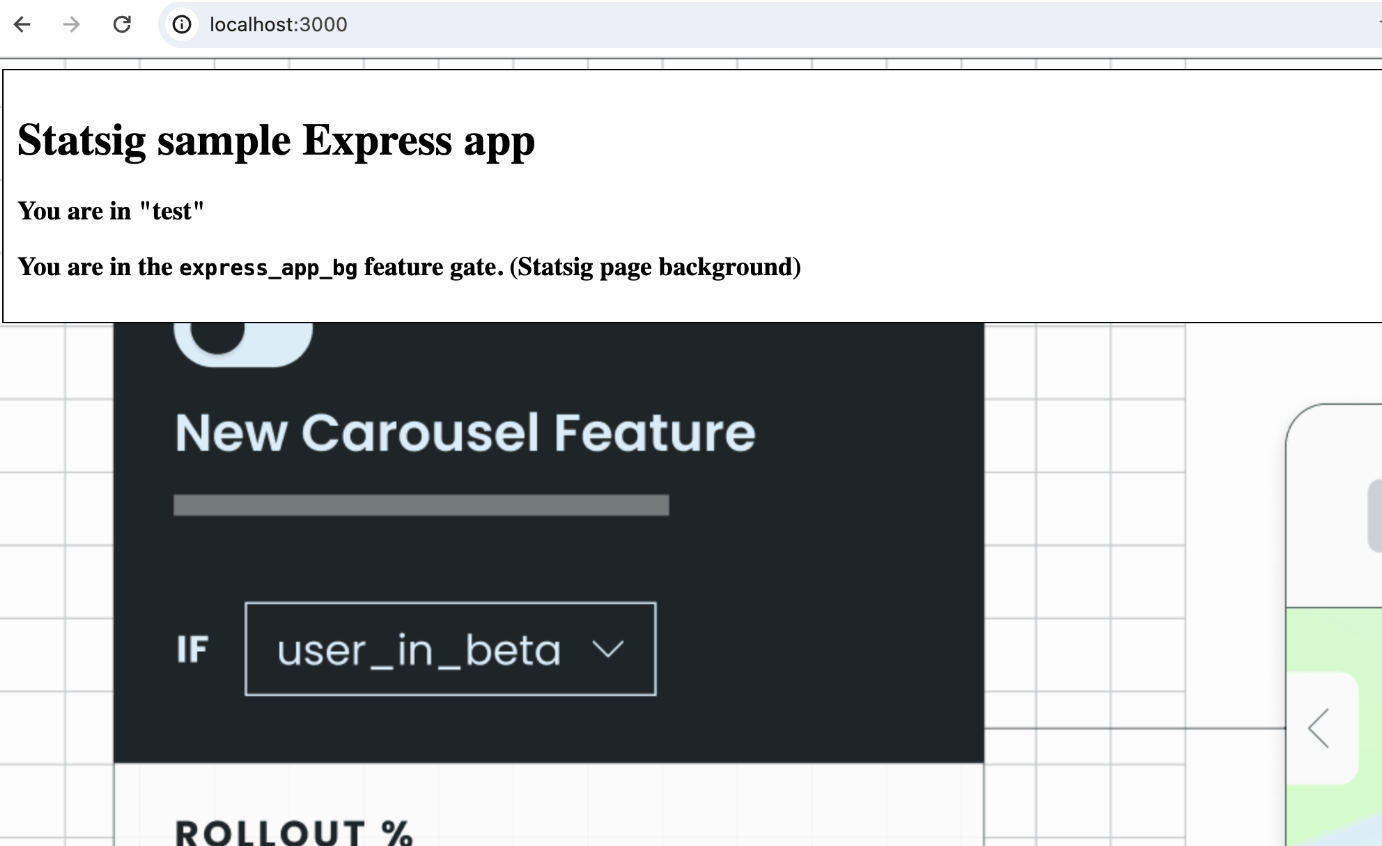 localhost:3000
Statsig sample Express app
You are in "test"
You are in the express_app_bg feature gate. (Statsig page background)
New Carousel Feature
IF user_in_beta
ROLLOUT %